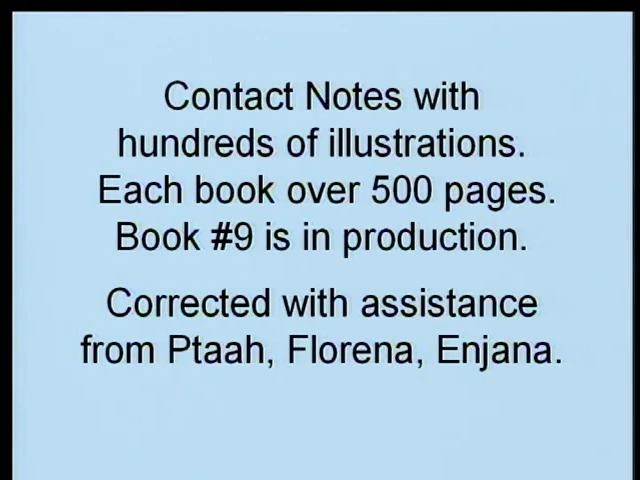 Contact Notes with
hundreds of illustrations.
Each book over 500 pages.
Book #9 is in production.
Corrected with assistance
from Ptaah, Florena, Enjana.